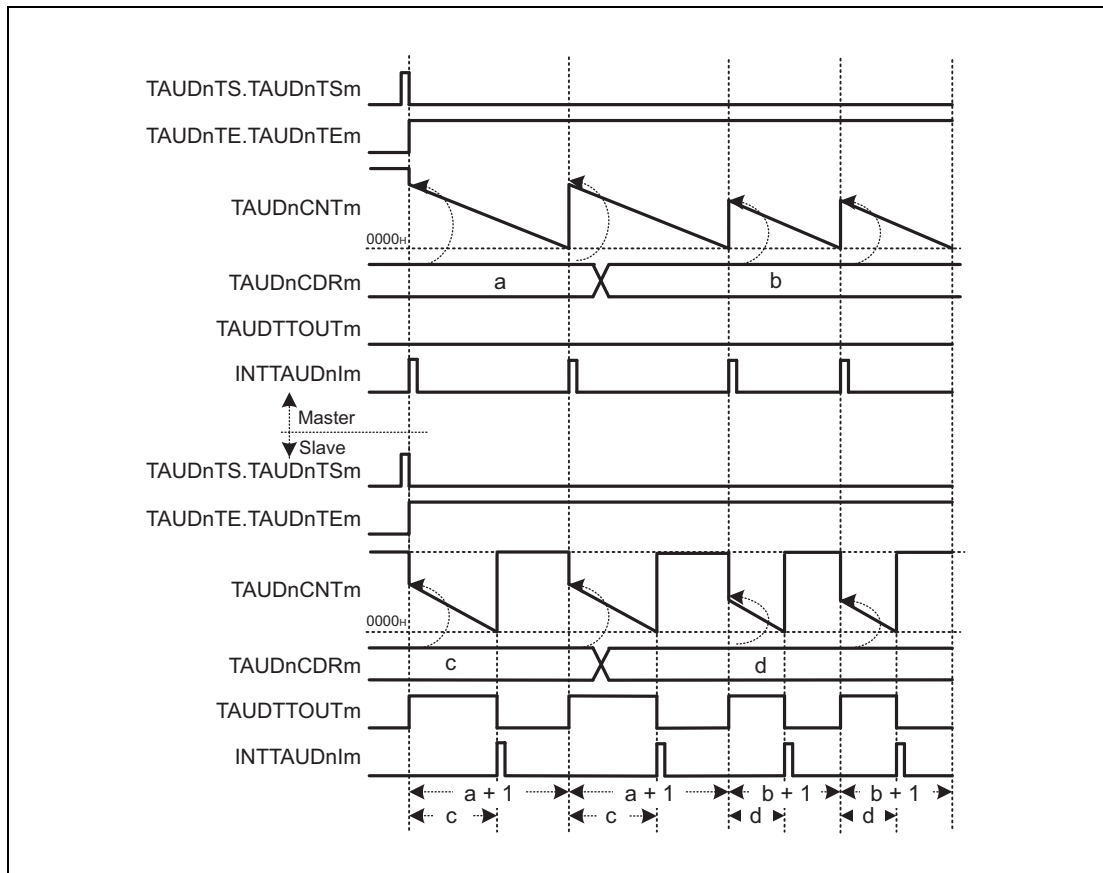 TAUDnTS.TAUDnTSm
TAUDnTE.TAUDnTEm
TAUDnCNTm
0000H
TAUDnCDRm
a
b
TAUDTTOUTm
INTTAUDnIm
Master
Slave
TAUDnTS.TAUDnTSm
TAUDnTE.TAUDnTEm
TAUDnCNTm
0000H
TAUDnCDRm
c
d
TAUDTTOUTm
INTTAUDnIm
a + 1 a + 1 b + 1 b + 1
c c d d